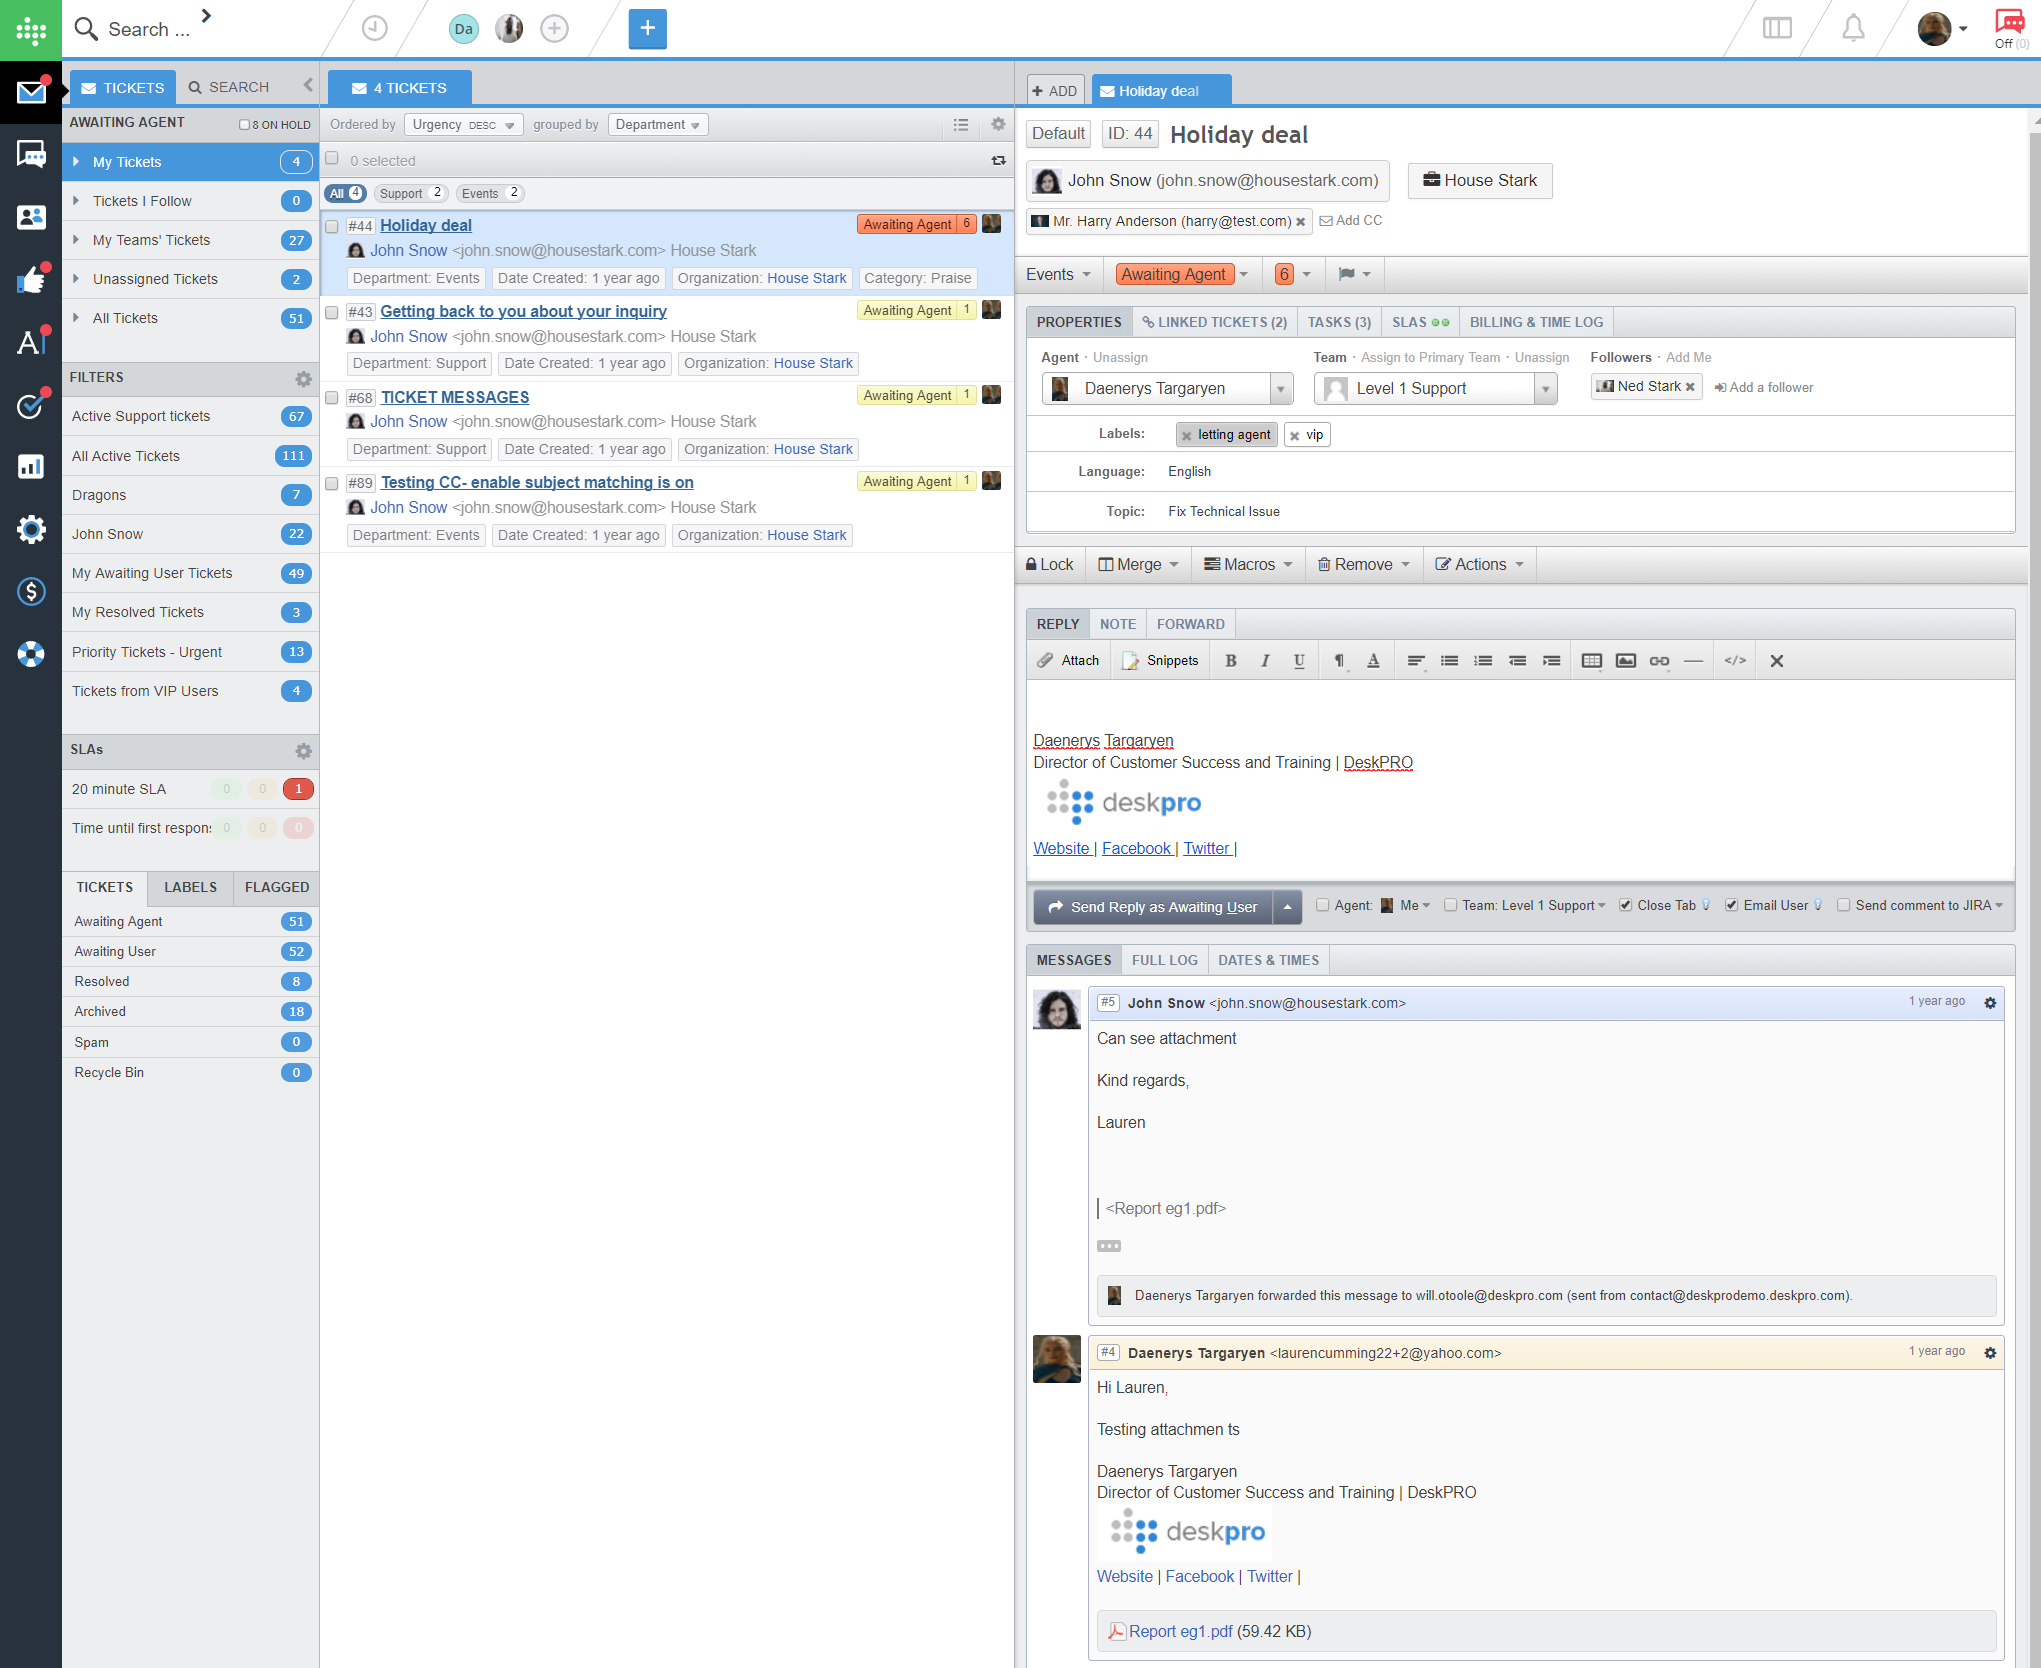 Search ...
Da
Off (0)
TICKETS
SEARCH
4 TICKETS
ADD
Holiday deal
AWAITING AGENT
8 ON HOLD
My Tickets 4
Tickets I Follow 0
My Teams' Tickets 27
Unassigned Tickets 2
All Tickets 51
FILTERS
Active Support tickets 67
All Active Tickets 111
Dragons 7
John Snow 22
My Awaiting User Tickets 49
My Resolved Tickets 3
Priority Tickets - Urgent 13
Tickets from VIP Users 4
SLAs
20 minute SLA 0 0 1
Time until first respon 0 0 0
TICKETS LABELS FLAGGED
Awaiting Agent 51
Awaiting User 52
Resolved 8
Archived 18
Spam 0
Recycle Bin 0
Ordered by Urgency DESC grouped by Department
0 selected
All 4 Support 2 Events 2
#44 Holiday deal Awaiting Agent 6
John Snow <john.snow@housestark.com> House Stark
Department: Events Date Created: 1 year ago Organization: House Stark Category: Praise
#43 Getting back to you about your inquiry Awaiting Agent 1
John Snow <john.snow@housestark.com> House Stark
Department: Support Date Created: 1 year ago Organization: House Stark
#68 TICKET MESSAGES Awaiting Agent 1
John Snow <john.snow@housestark.com> House Stark
Department: Support Date Created: 1 year ago Organization: House Stark
#89 Testing CC- enable subject matching is on Awaiting Agent 1
John Snow <john.snow@housestark.com> House Stark
Department: Events Date Created: 1 year ago Organization: House Stark
Default ID: 44 Holiday deal
John Snow (john.snow@housestark.com) House Stark
Mr. Harry Anderson (harry@test.com) Add CC
Events Awaiting Agent 6
PROPERTIES LINKED TICKETS (2) TASKS (3) SLAS BILLING & TIME LOG
Agent · Unassign Team · Assign to Primary Team · Unassign Followers · Add Me
Daenerys Targaryen Level 1 Support Ned Stark Add a follower
Labels: letting agent vip
Language: English
Topic: Fix Technical Issue
Lock Merge Macros Remove Actions
REPLY NOTE FORWARD
Attach Snippets B I U ¶ A </>
Daenerys Targaryen
Director of Customer Success and Training | DeskPRO
deskpro
Website | Facebook | Twitter |
Send Reply as Awaiting User Agent: Me Team: Level 1 Support Close Tab Email User Send comment to JIRA
MESSAGES FULL LOG DATES & TIMES
#5 John Snow <john.snow@housestark.com> 1 year ago
Can see attachment
Kind regards,
Lauren
<Report eg1.pdf>
Daenerys Targaryen forwarded this message to will.otoole@deskpro.com (sent from contact@deskprodemo.deskpro.com).
#4 Daenerys Targaryen <laurencumming22+2@yahoo.com> 1 year ago
Hi Lauren,
Testing attachmen ts
Daenerys Targaryen
Director of Customer Success and Training | DeskPRO
deskpro
Website | Facebook | Twitter |
Report eg1.pdf (59.42 KB)